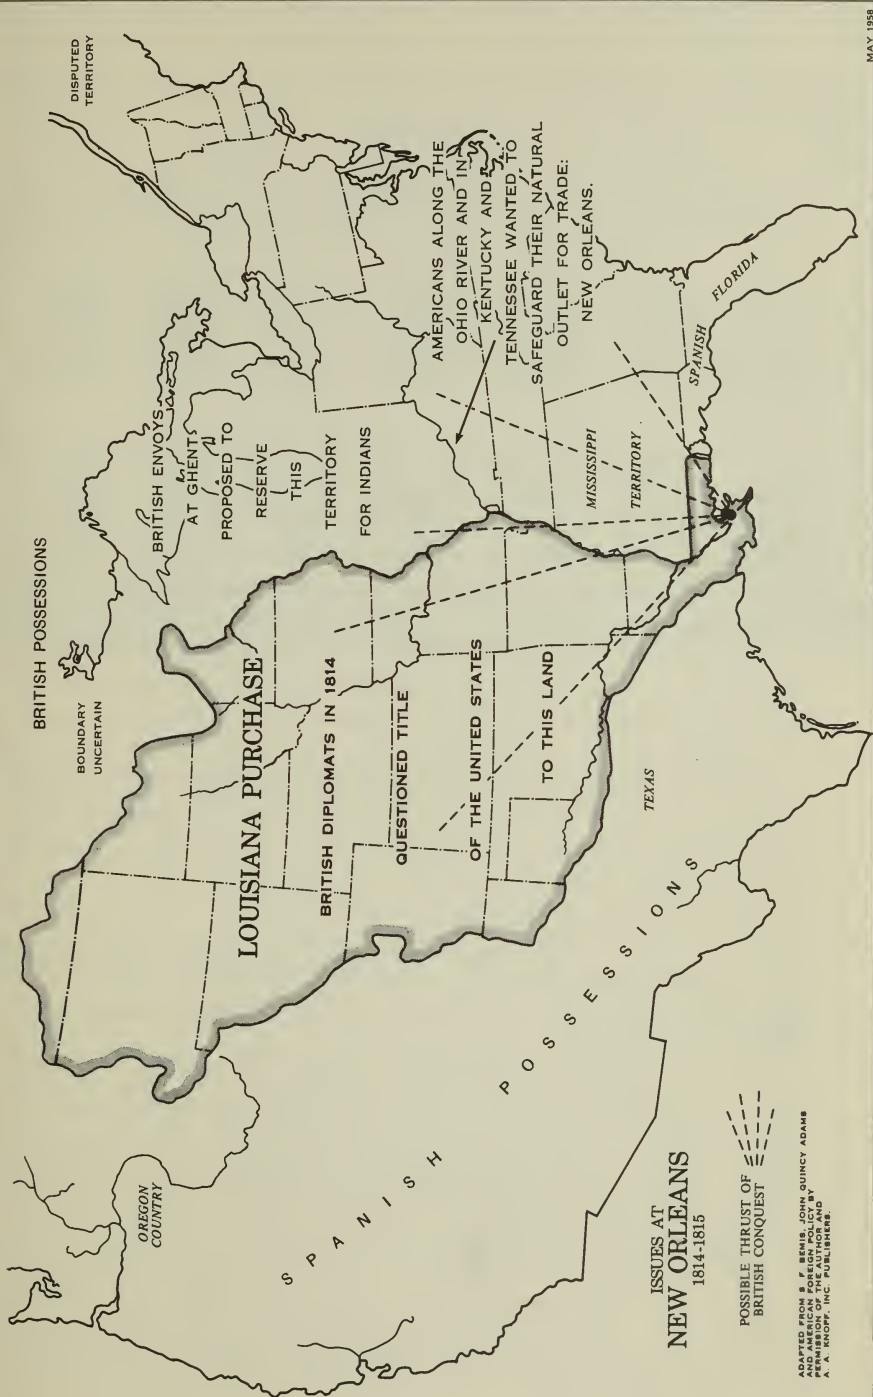 BRITISH POSSESSIONS
BOUNDARY
UNCERTAIN
DISPUTED
TERRITORY
BRITISH ENVOYS
AT GHENT
PROPOSED TO
RESERVE
THIS
TERRITORY
FOR INDIANS
AMERICANS ALONG THE
OHIO RIVER AND IN
KENTUCKY AND
TENNESSEE WANTED TO
SAFEGUARD THEIR NATURAL
OUTLET FOR TRADE:
NEW ORLEANS.
LOUISIANA PURCHASE
BRITISH DIPLOMATS IN 1814
QUESTIONED TITLE
OF THE UNITED STATES
TO THIS LAND
OREGON
COUNTRY
SPANISH POSSESSIONS
TEXAS
MISSISSIPPI
TERRITORY
SPANISH FLORIDA
ISSUES AT
NEW ORLEANS
1814-1815
POSSIBLE THRUST OF
BRITISH CONQUEST
ADAPTED FROM S. F. BEMIS, JOHN QUINCY ADAMS
AND AMERICAN FOREIGN POLICY BY
PERMISSION OF THE AUTHOR AND
A. A. KNOPF, INC. PUBLISHERS.
MAY 1958